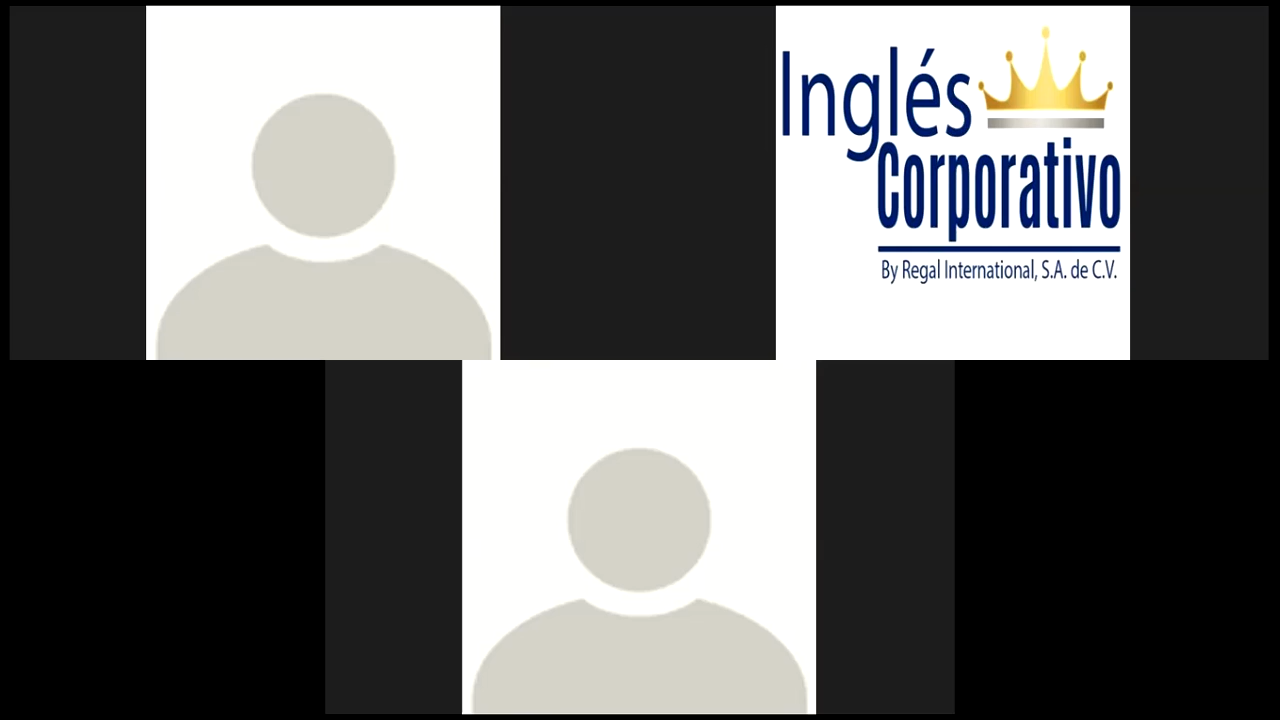 Inglés
Corporativo
By Regal International, S.A. de C.V.